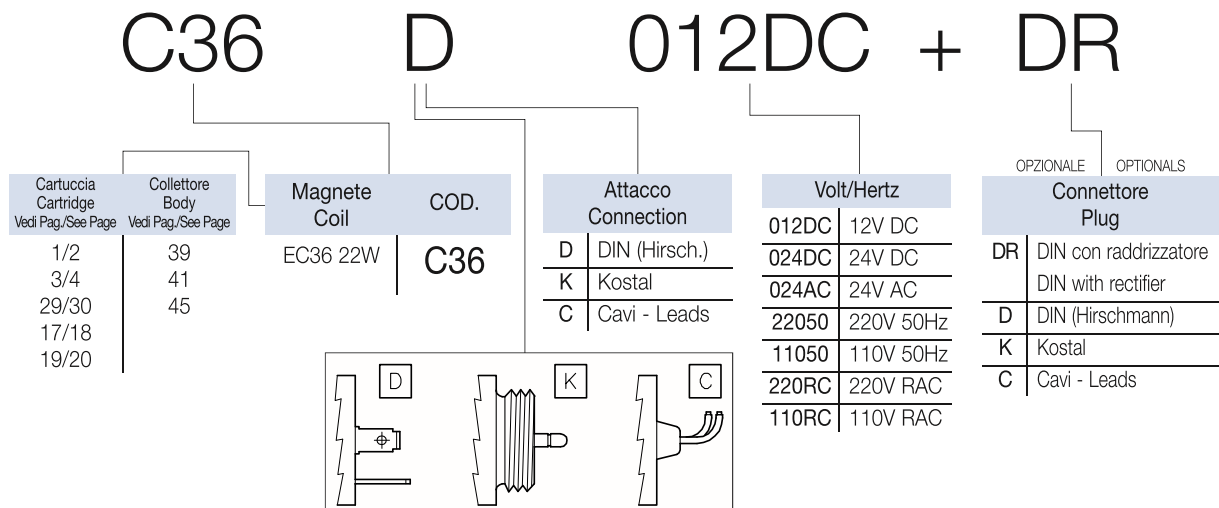 C36 D 012DC + DR
OPZIONALE OPTIONALS
Cartuccia
Cartridge
Vedi Pag./See Page
Collettore
Body
Vedi Pag./See Page
1/2 39
3/4 41
29/30 45
17/18
19/20
Magnete
Coil
COD.
EC36 22W C36
Attacco
Connection
D DIN (Hirsch.)
K Kostal
C Cavi - Leads
Volt/Hertz
012DC 12V DC
024DC 24V DC
024AC 24V AC
22050 220V 50Hz
11050 110V 50Hz
220RC 220V RAC
110RC 110V RAC
Connettore
Plug
DR DIN con raddrizzatore
DIN with rectifier
D DIN (Hirschmann)
K Kostal
C Cavi - Leads
D K C